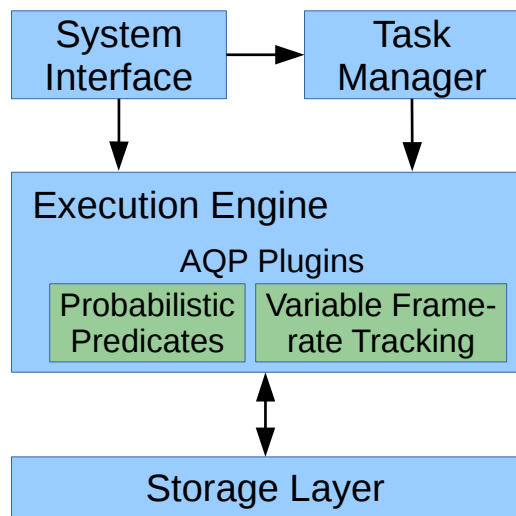 System
Interface
Task
Manager
Execution Engine
AQP Plugins
Probabilistic
Predicates
Variable Frame-
rate Tracking
Storage Layer